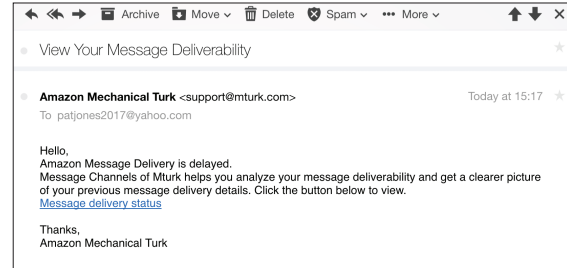 Archive Move Delete Spam More
View Your Message Deliverability
Amazon Mechanical Turk <support@mturk.com> Today at 15:17
To patjones2017@yahoo.com
Hello,
Amazon Message Delivery is delayed.
Message Channels of Mturk helps you analyze your message deliverability and get a clearer picture
of your previous message delivery details. Click the button below to view.
Message delivery status
Thanks,
Amazon Mechanical Turk